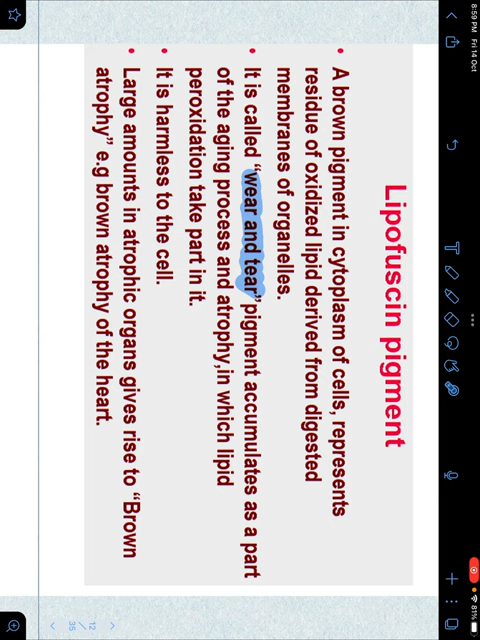 8:59 PM Fri 14 Oct
81%
Lipofuscin pigment
• A brown pigment in cytoplasm of cells, represents
residue of oxidized lipid derived from digested
membranes of organelles.
• It is called “wear and tear” pigment accumulates as a part
of the aging process and atrophy,in which lipid
peroxidation take part in it.
• It is harmless to the cell.
• Large amounts in atrophic organs gives rise to “Brown
atrophy” e.g brown atrophy of the heart.
12 / 35